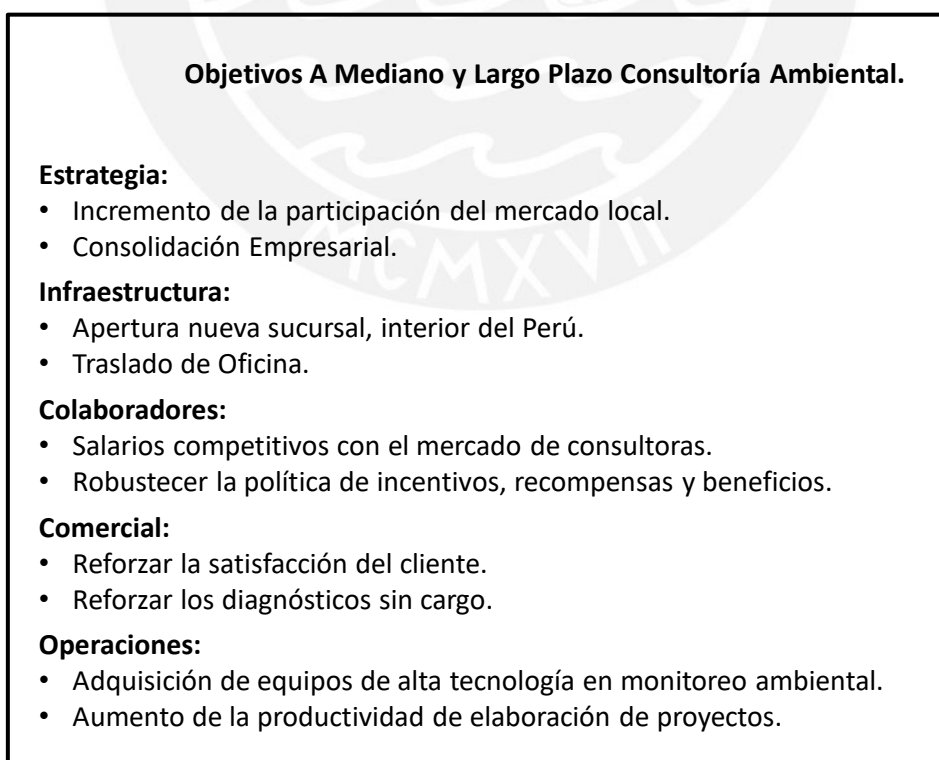 Objetivos A Mediano y Largo Plazo Consultoría Ambiental.
Estrategia:
• Incremento de la participación del mercado local.
• Consolidación Empresarial.
MCMXVII
Infraestructura:
• Apertura nueva sucursal, interior del Perú.
• Traslado de Oficina.
Colaboradores:
• Salarios competitivos con el mercado de consultoras.
• Robustecer la política de incentivos, recompensas y beneficios.
Comercial:
• Reforzar la satisfacción del cliente.
• Reforzar los diagnósticos sin cargo.
Operaciones:
• Adquisición de equipos de alta tecnología en monitoreo ambiental.
• Aumento de la productividad de elaboración de proyectos.